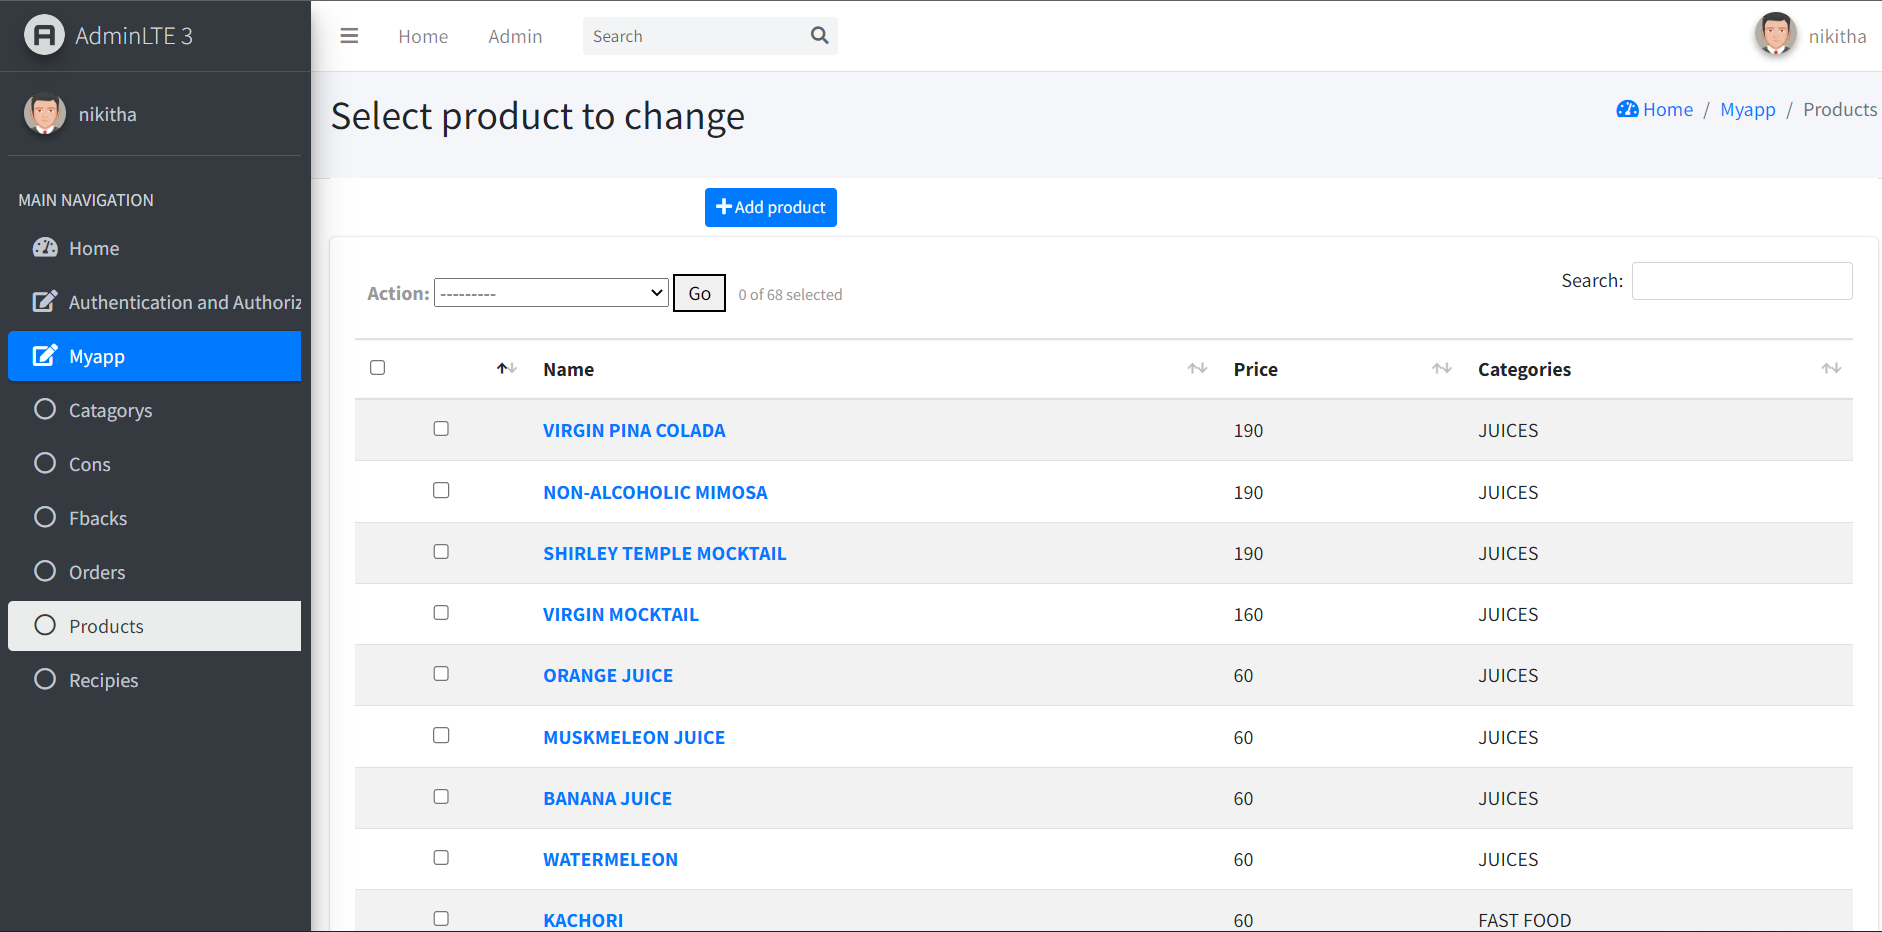 AdminLTE 3
nikitha
MAIN NAVIGATION
Home
Authentication and Authoriz
Myapp
Catagorys
Cons
Fbacks
Orders
Products
Recipies
Home Admin Search nikitha
Select product to change
Home / Myapp / Products
Add product
Action: --------- Go 0 of 68 selected Search:
Name Price Categories
VIRGIN PINA COLADA 190 JUICES
NON-ALCOHOLIC MIMOSA 190 JUICES
SHIRLEY TEMPLE MOCKTAIL 190 JUICES
VIRGIN MOCKTAIL 160 JUICES
ORANGE JUICE 60 JUICES
MUSKMELEON JUICE 60 JUICES
BANANA JUICE 60 JUICES
WATERMELEON 60 JUICES
KACHORI 60 FAST FOOD